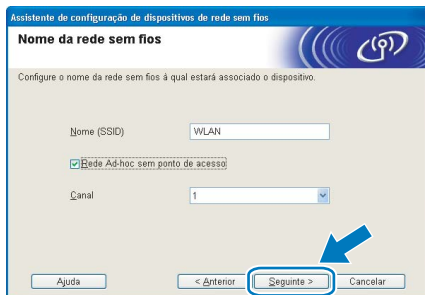 Assistente de configuração de dispositivos de rede sem fios
Nome da rede sem fios
Configure o nome da rede sem fios à qual estará associado o dispositivo.
Nome (SSID) WLAN
Rede Ad-hoc sem ponto de acesso
Canal 1
Ajuda < Anterior Seguinte > Cancelar